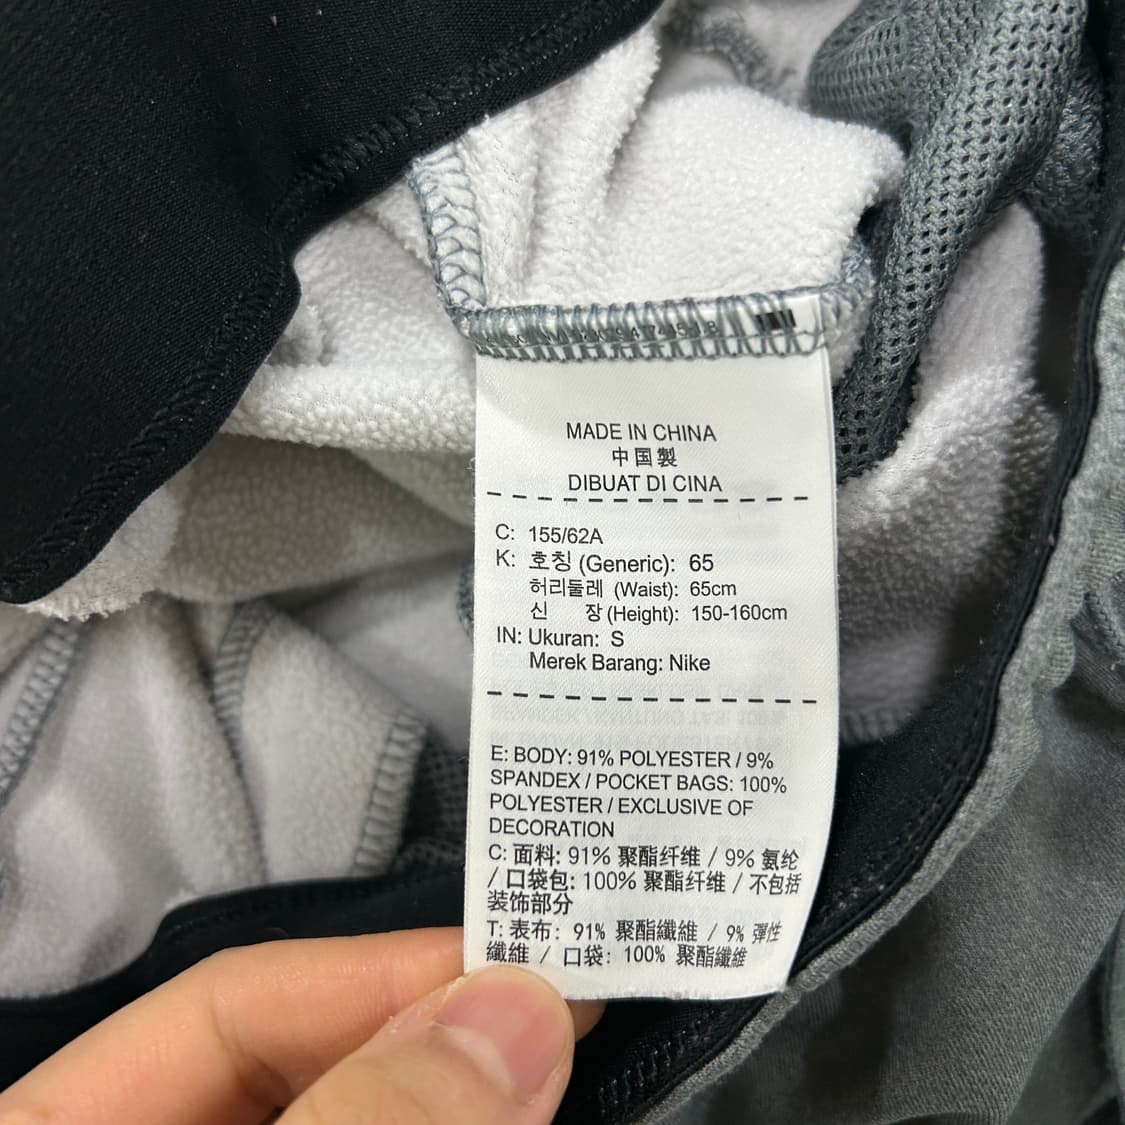 MADE IN CHINA
中国製
DIBUAT DI CINA
C: 155/62A
K: 호칭 (Generic): 65
허리둘레 (Waist): 65cm
신 장 (Height): 150-160cm
IN: Ukuran: S
Merek Barang: Nike
E: BODY: 91% POLYESTER / 9%
SPANDEX / POCKET BAGS: 100%
POLYESTER / EXCLUSIVE OF
DECORATION
C: 面料: 91% 聚酯纤维 / 9% 氨纶
/ 口袋包: 100% 聚酯纤维 / 不包括
装饰部分
T: 表布: 91% 聚酯纖維 / 9% 彈性
纖維 / 口袋: 100% 聚酯纖維